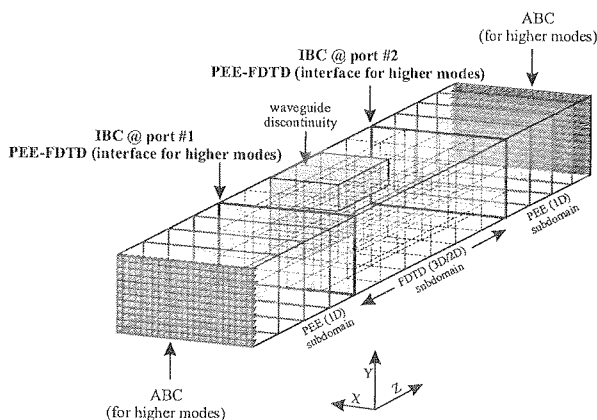 ABC
(for higher modes)
IBC @ port #2
PEE-FDTD (interface for higher modes)
waveguide
discontinuity
IBC @ port #1
PEE-FDTD (interface for higher modes)
PEE (1D)
subdomain
FDTD (3D/2D)
subdomain
PEE (1D)
subdomain
ABC
(for higher modes)
Y
X
Z